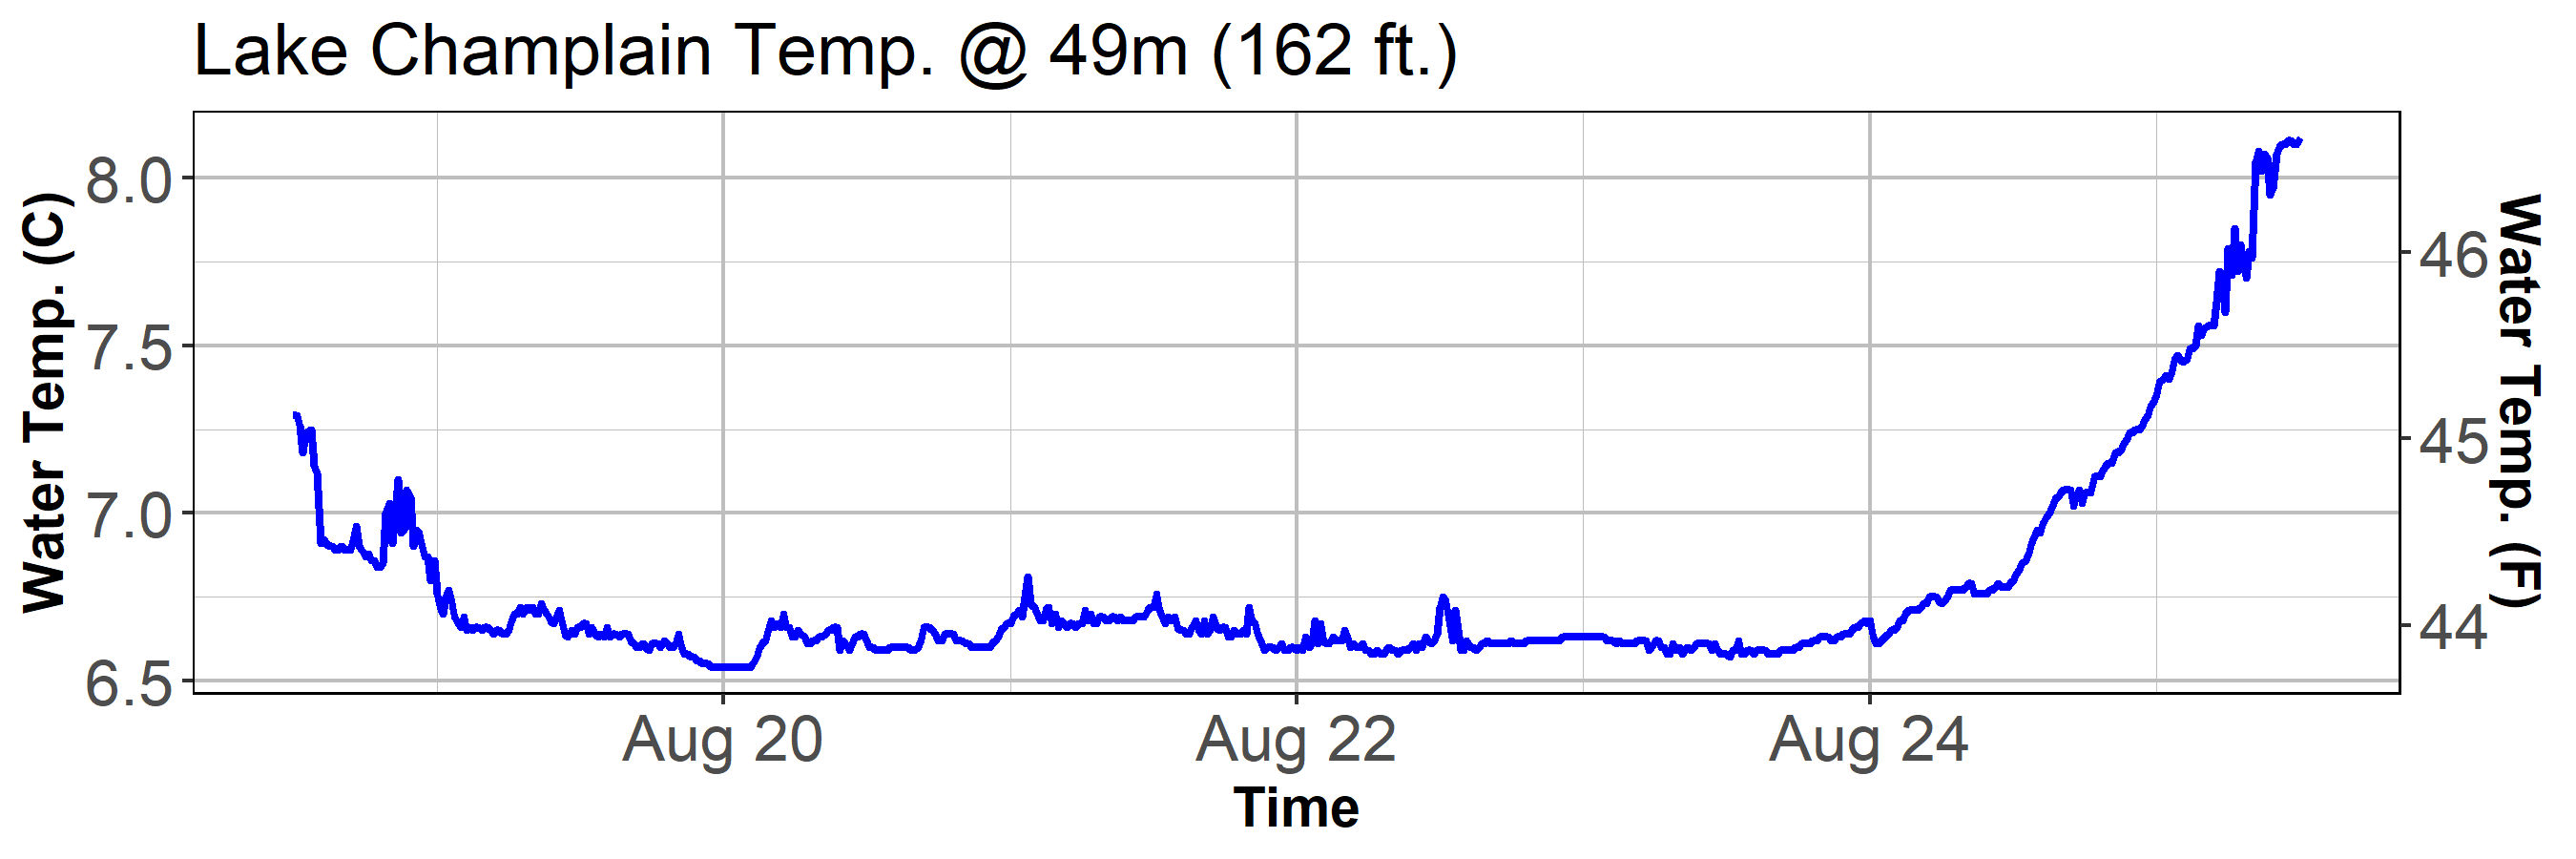 Lake Champlain Temp. @ 49m (162 ft.)
Water Temp. (C)
8.0
7.5
7.0
6.5
Water Temp. (F)
46
45
44
Aug 20
Aug 22
Aug 24
Time